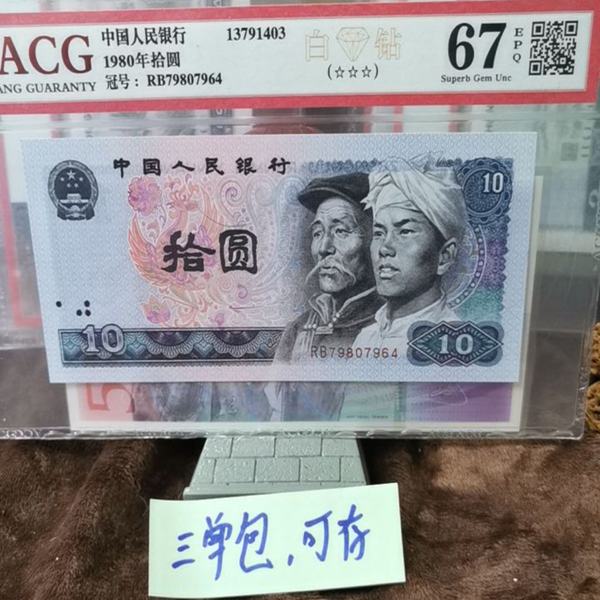 ACG
ANG GUARANTY
中国人民银行
1980年拾圆
冠号：RB79807964
13791403
白钻
(☆☆☆)
67
EPQ
Superb Gem Unc
中国人民银行
10
拾圆
10
RB79807964
10
5
三单包，可存